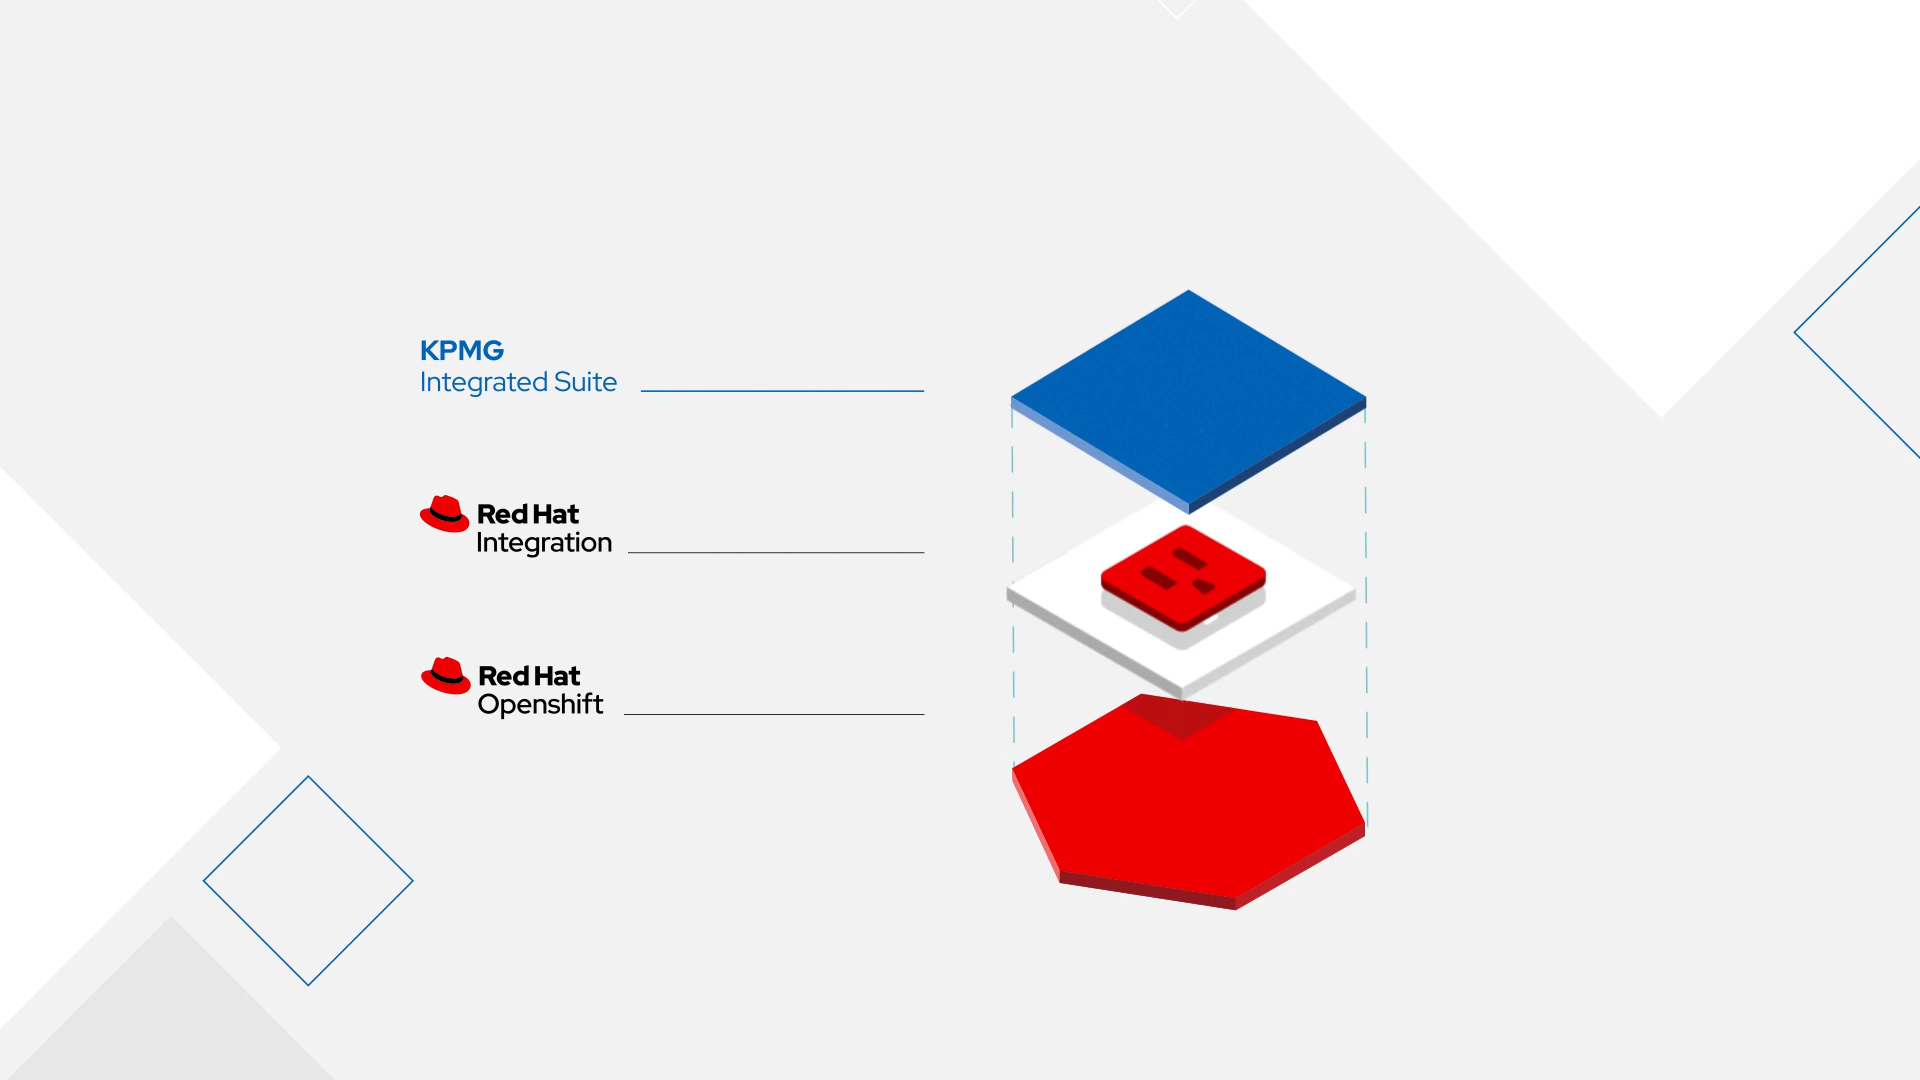 KPMG
Integrated Suite
Red Hat
Integration
Red Hat
Openshift